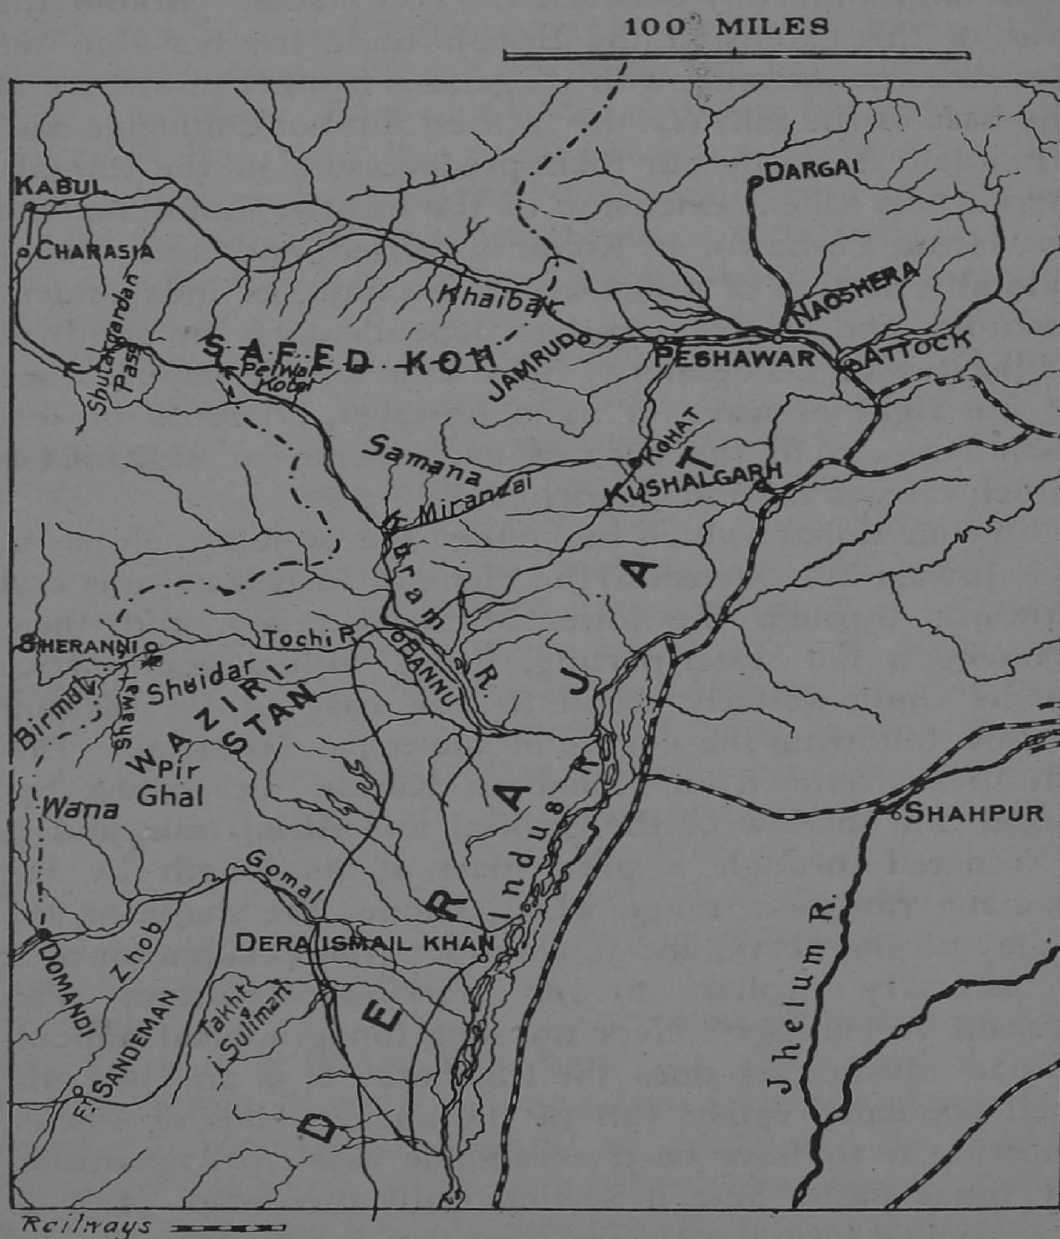 100 MILES
KABUL
CHARASIA
DARGAI
NAOSHERA
Khaibar
Shutargardan
Pass
SAFED KOH
Peiwar
Kotal
JAMRUD
PESHAWAR
ATTOCK
KOHAT
Samana
Miranzai
KUSHALGARH
Kuram R.
SHERANNI
Tochi R.
BANNU
Shuidar
Birmal
Shawal
WAZIRI-
STAN
Pir
Ghal
Wana
DERAJAT
Indus R.
SHAHPUR
Gomal
DERA ISMAIL KHAN
DOMANDI
Zhob
Takht
i Suliman
Ft. SANDEMAN
Jhelum R.
Railways